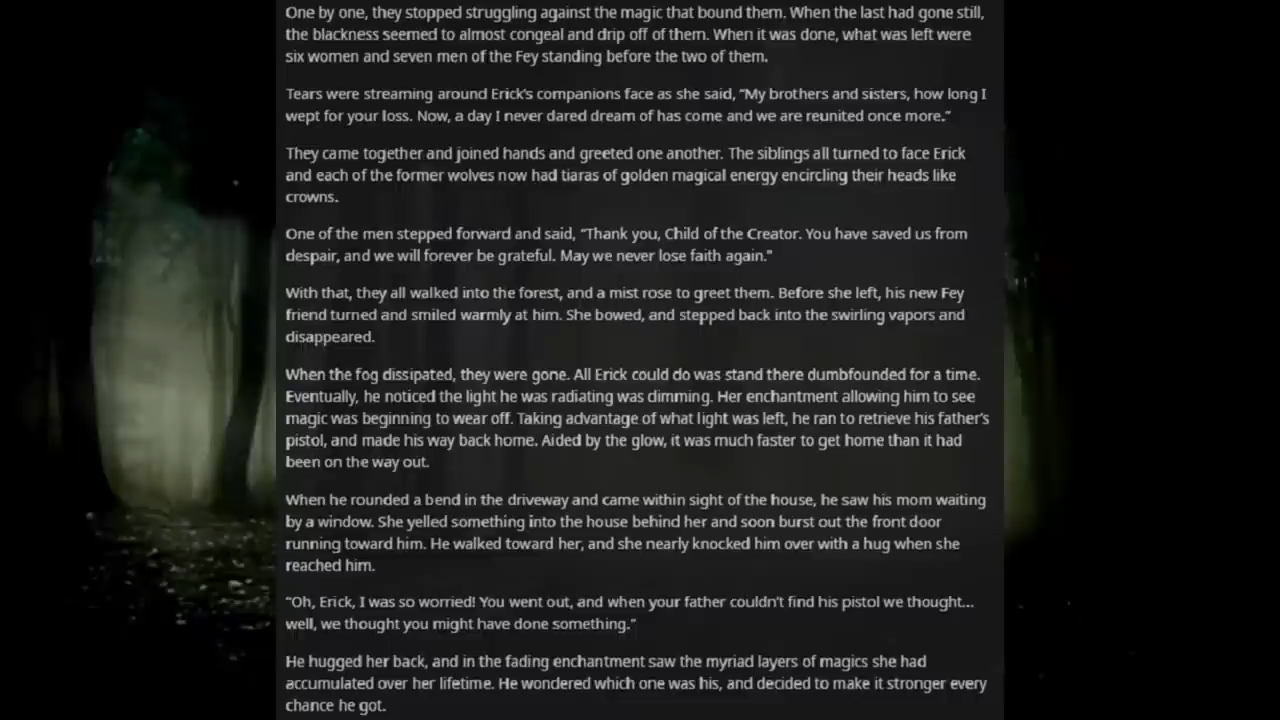 One by one, they stopped struggling against the magic that bound them. When the last had gone still,
the blackness seemed to almost congeal and drip off of them. When it was done, what was left were
six women and seven men of the Fey standing before the two of them.
Tears were streaming around Erick's companions face as she said, “My brothers and sisters, how long I
wept for your loss. Now, a day I never dared dream of has come and we are reunited once more.”
They came together and joined hands and greeted one another. The siblings all turned to face Erick
and each of the former wolves now had tiaras of golden magical energy encircling their heads like
crowns.
One of the men stepped forward and said, “Thank you, Child of the Creator. You have saved us from
despair, and we will forever be grateful. May we never lose faith again.”
With that, they all walked into the forest, and a mist rose to greet them. Before she left, his new Fey
friend turned and smiled warmly at him. She bowed, and stepped back into the swirling vapors and
disappeared.
When the fog dissipated, they were gone. All Erick could do was stand there dumbfounded for a time.
Eventually, he noticed the light he was radiating was dimming. Her enchantment allowing him to see
magic was beginning to wear off. Taking advantage of what light was left, he ran to retrieve his father's
pistol, and made his way back home. Aided by the glow, it was much faster to get home than it had
been on the way out.
When he rounded a bend in the driveway and came within sight of the house, he saw his mom waiting
by a window. She yelled something into the house behind her and soon burst out the front door
running toward him. He walked toward her, and she nearly knocked him over with a hug when she
reached him.
“Oh, Erick, I was so worried! You went out, and when your father couldn't find his pistol we thought...
well, we thought you might have done something.”
He hugged her back, and in the fading enchantment saw the myriad layers of magics she had
accumulated over her lifetime. He wondered which one was his, and decided to make it stronger every
chance he got.